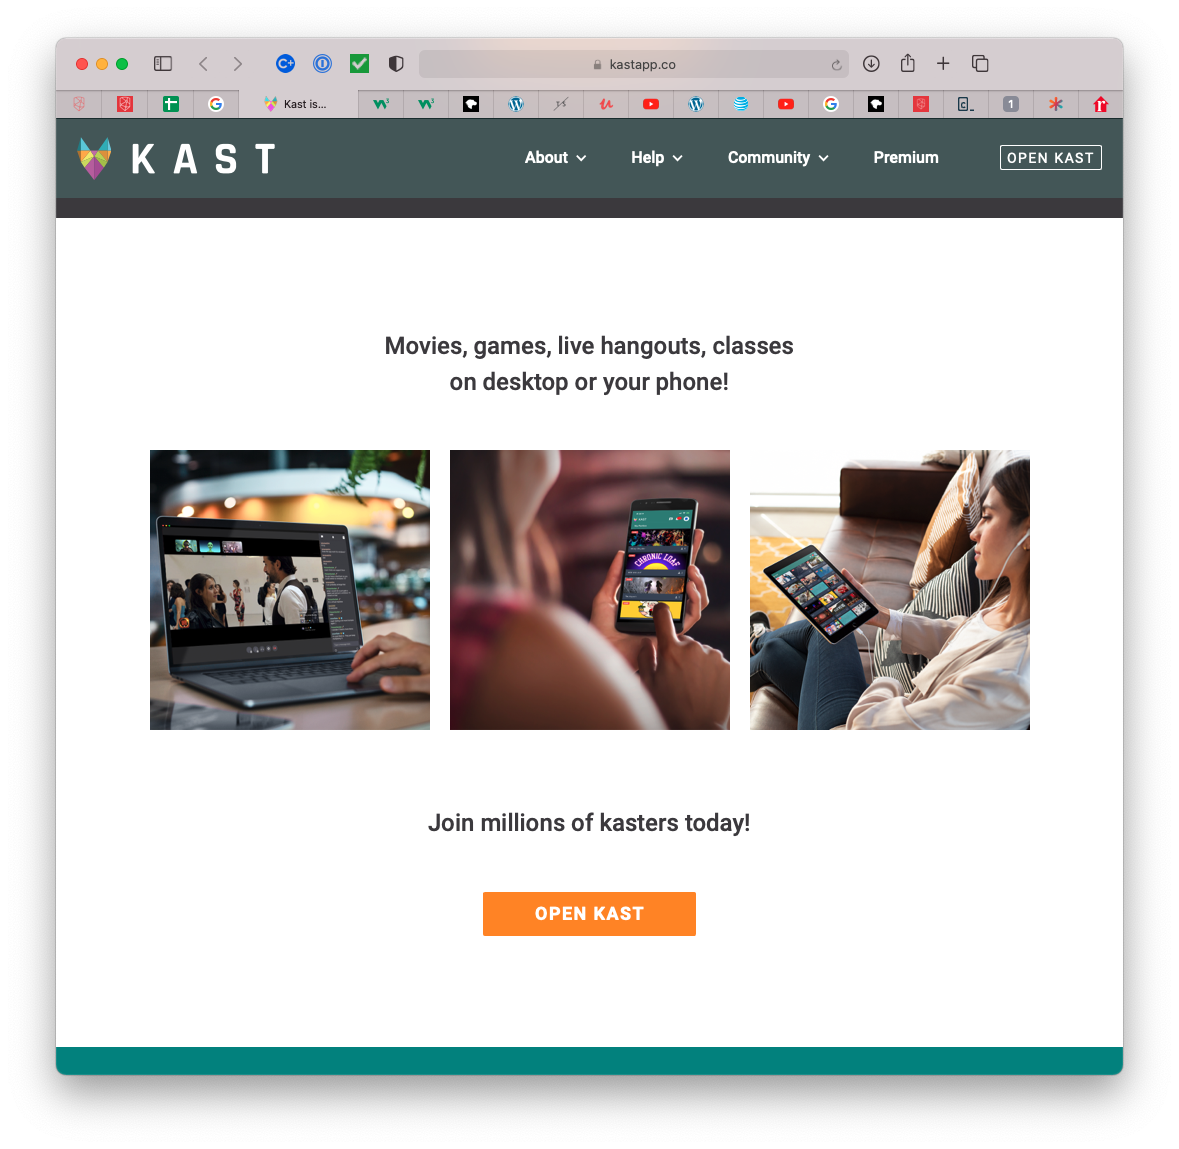 kastapp.co
Kast is...
1
KAST
About
Help
Community
Premium
OPEN KAST
Movies, games, live hangouts, classes
on desktop or your phone!
CHRONIC LOAF
Join millions of kasters today!
OPEN KAST